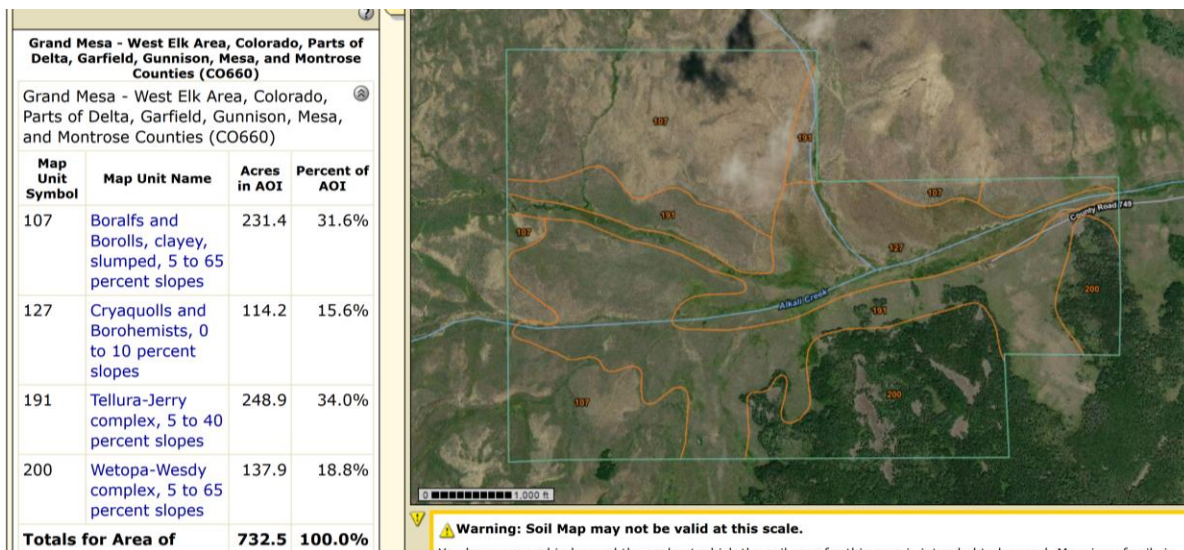 Grand Mesa - West Elk Area, Colorado, Parts of
Delta, Garfield, Gunnison, Mesa, and Montrose
Counties (CO660)
Grand Mesa - West Elk Area, Colorado,
Parts of Delta, Garfield, Gunnison, Mesa,
and Montrose Counties (CO660)
Map Unit Symbol Map Unit Name Acres in AOI Percent of AOI
107 Boralfs and 231.4 31.6%
Borolls, clayey,
slumped, 5 to 65
percent slopes
127 Cryaquolls and 114.2 15.6%
Borohemists, 0
to 10 percent
slopes
191 Tellura-Jerry 248.9 34.0%
complex, 5 to 40
percent slopes
200 Wetopa-Wesdy 137.9 18.8%
complex, 5 to 65
percent slopes
Totals for Area of 732.5 100.0%
107
191
107
191
107
County Road 749
127
200
Alkali Creek
191
107
200
0 1,000 ft
Warning: Soil Map may not be valid at this scale.